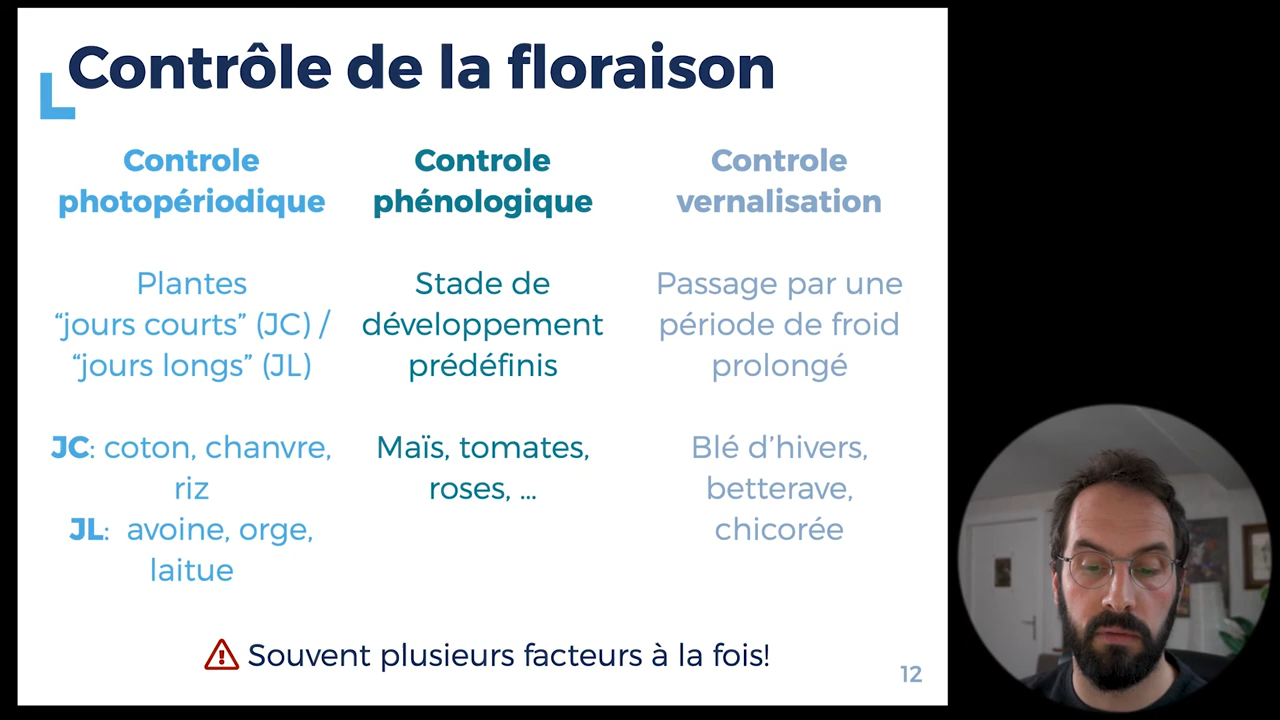 Contrôle de la floraison
Controle
photopériodique
Plantes
“jours courts” (JC) /
“jours longs” (JL)
JC: coton, chanvre,
riz
JL: avoine, orge,
laitue
Controle
phénologique
Stade de
développement
prédéfinis
Maïs, tomates,
roses, ...
Controle
vernalisation
Passage par une
période de froid
prolongé
Blé d’hivers,
betterave,
chicorée
Souvent plusieurs facteurs à la fois!
12